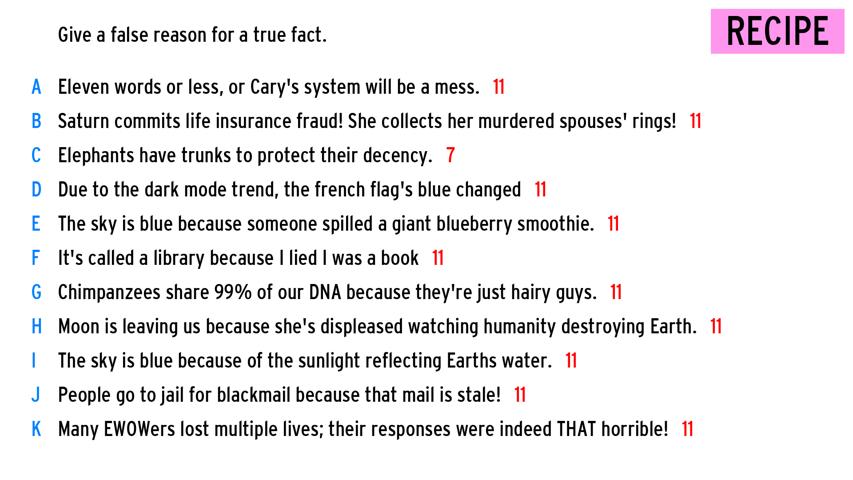 Give a false reason for a true fact.
RECIPE
A Eleven words or less, or Cary's system will be a mess. 11
B Saturn commits life insurance fraud! She collects her murdered spouses' rings! 11
C Elephants have trunks to protect their decency. 7
D Due to the dark mode trend, the french flag's blue changed 11
E The sky is blue because someone spilled a giant blueberry smoothie. 11
F It's called a library because I lied I was a book 11
G Chimpanzees share 99% of our DNA because they're just hairy guys. 11
H Moon is leaving us because she's displeased watching humanity destroying Earth. 11
I The sky is blue because of the sunlight reflecting Earths water. 11
J People go to jail for blackmail because that mail is stale! 11
K Many EWOWers lost multiple lives; their responses were indeed THAT horrible! 11